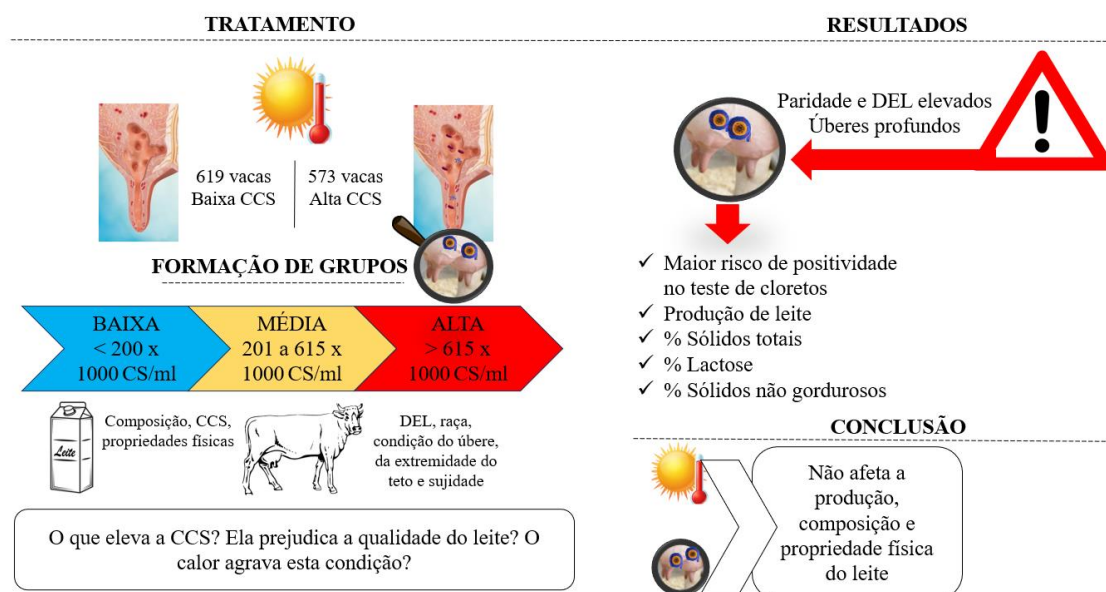 TRATAMENTO
619 vacas
Baixa CCS
573 vacas
Alta CCS
FORMAÇÃO DE GRUPOS
BAIXA
< 200 x
1000 CS/ml
MÉDIA
201 a 615 x
1000 CS/ml
ALTA
> 615 x
1000 CS/ml
Leite
Composição, CCS,
propriedades físicas
DEL, raça,
condição do úbere,
da extremidade do
teto e sujidade
O que eleva a CCS? Ela prejudica a qualidade do leite? O
calor agrava esta condição?
RESULTADOS
Paridade e DEL elevados
Úberes profundos
!
✓ Maior risco de positividade
no teste de cloretos
✓ Produção de leite
✓ % Sólidos totais
✓ % Lactose
✓ % Sólidos não gordurosos
CONCLUSÃO
Não afeta a
produção,
composição e
propriedade física
do leite